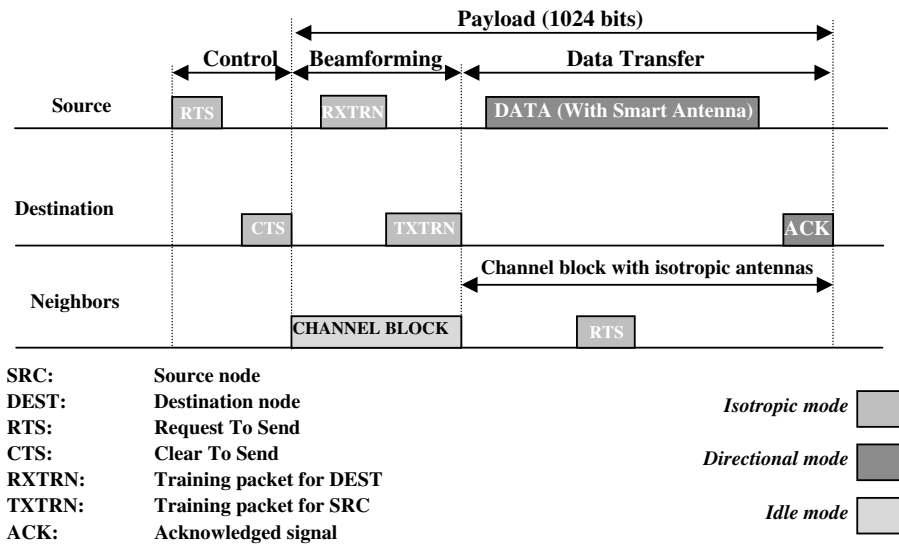 Payload (1024 bits)
Control Beamforming Data Transfer
Source RTS RXTRN DATA (With Smart Antenna)
Destination CTS TXTRN ACK
Channel block with isotropic antennas
Neighbors CHANNEL BLOCK RTS
SRC: Source node
DEST: Destination node
RTS: Request To Send
CTS: Clear To Send
RXTRN: Training packet for DEST
TXTRN: Training packet for SRC
ACK: Acknowledged signal
Isotropic mode
Directional mode
Idle mode